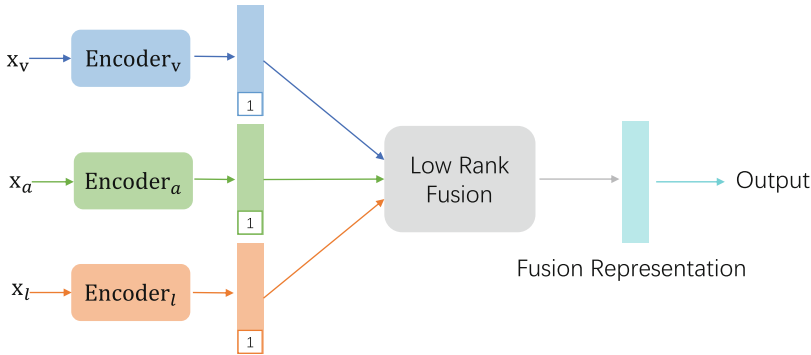 x_v
Encoder_v
1
x_a
Encoder_a
1
x_l
Encoder_l
1
Low Rank
Fusion
Fusion Representation
Output